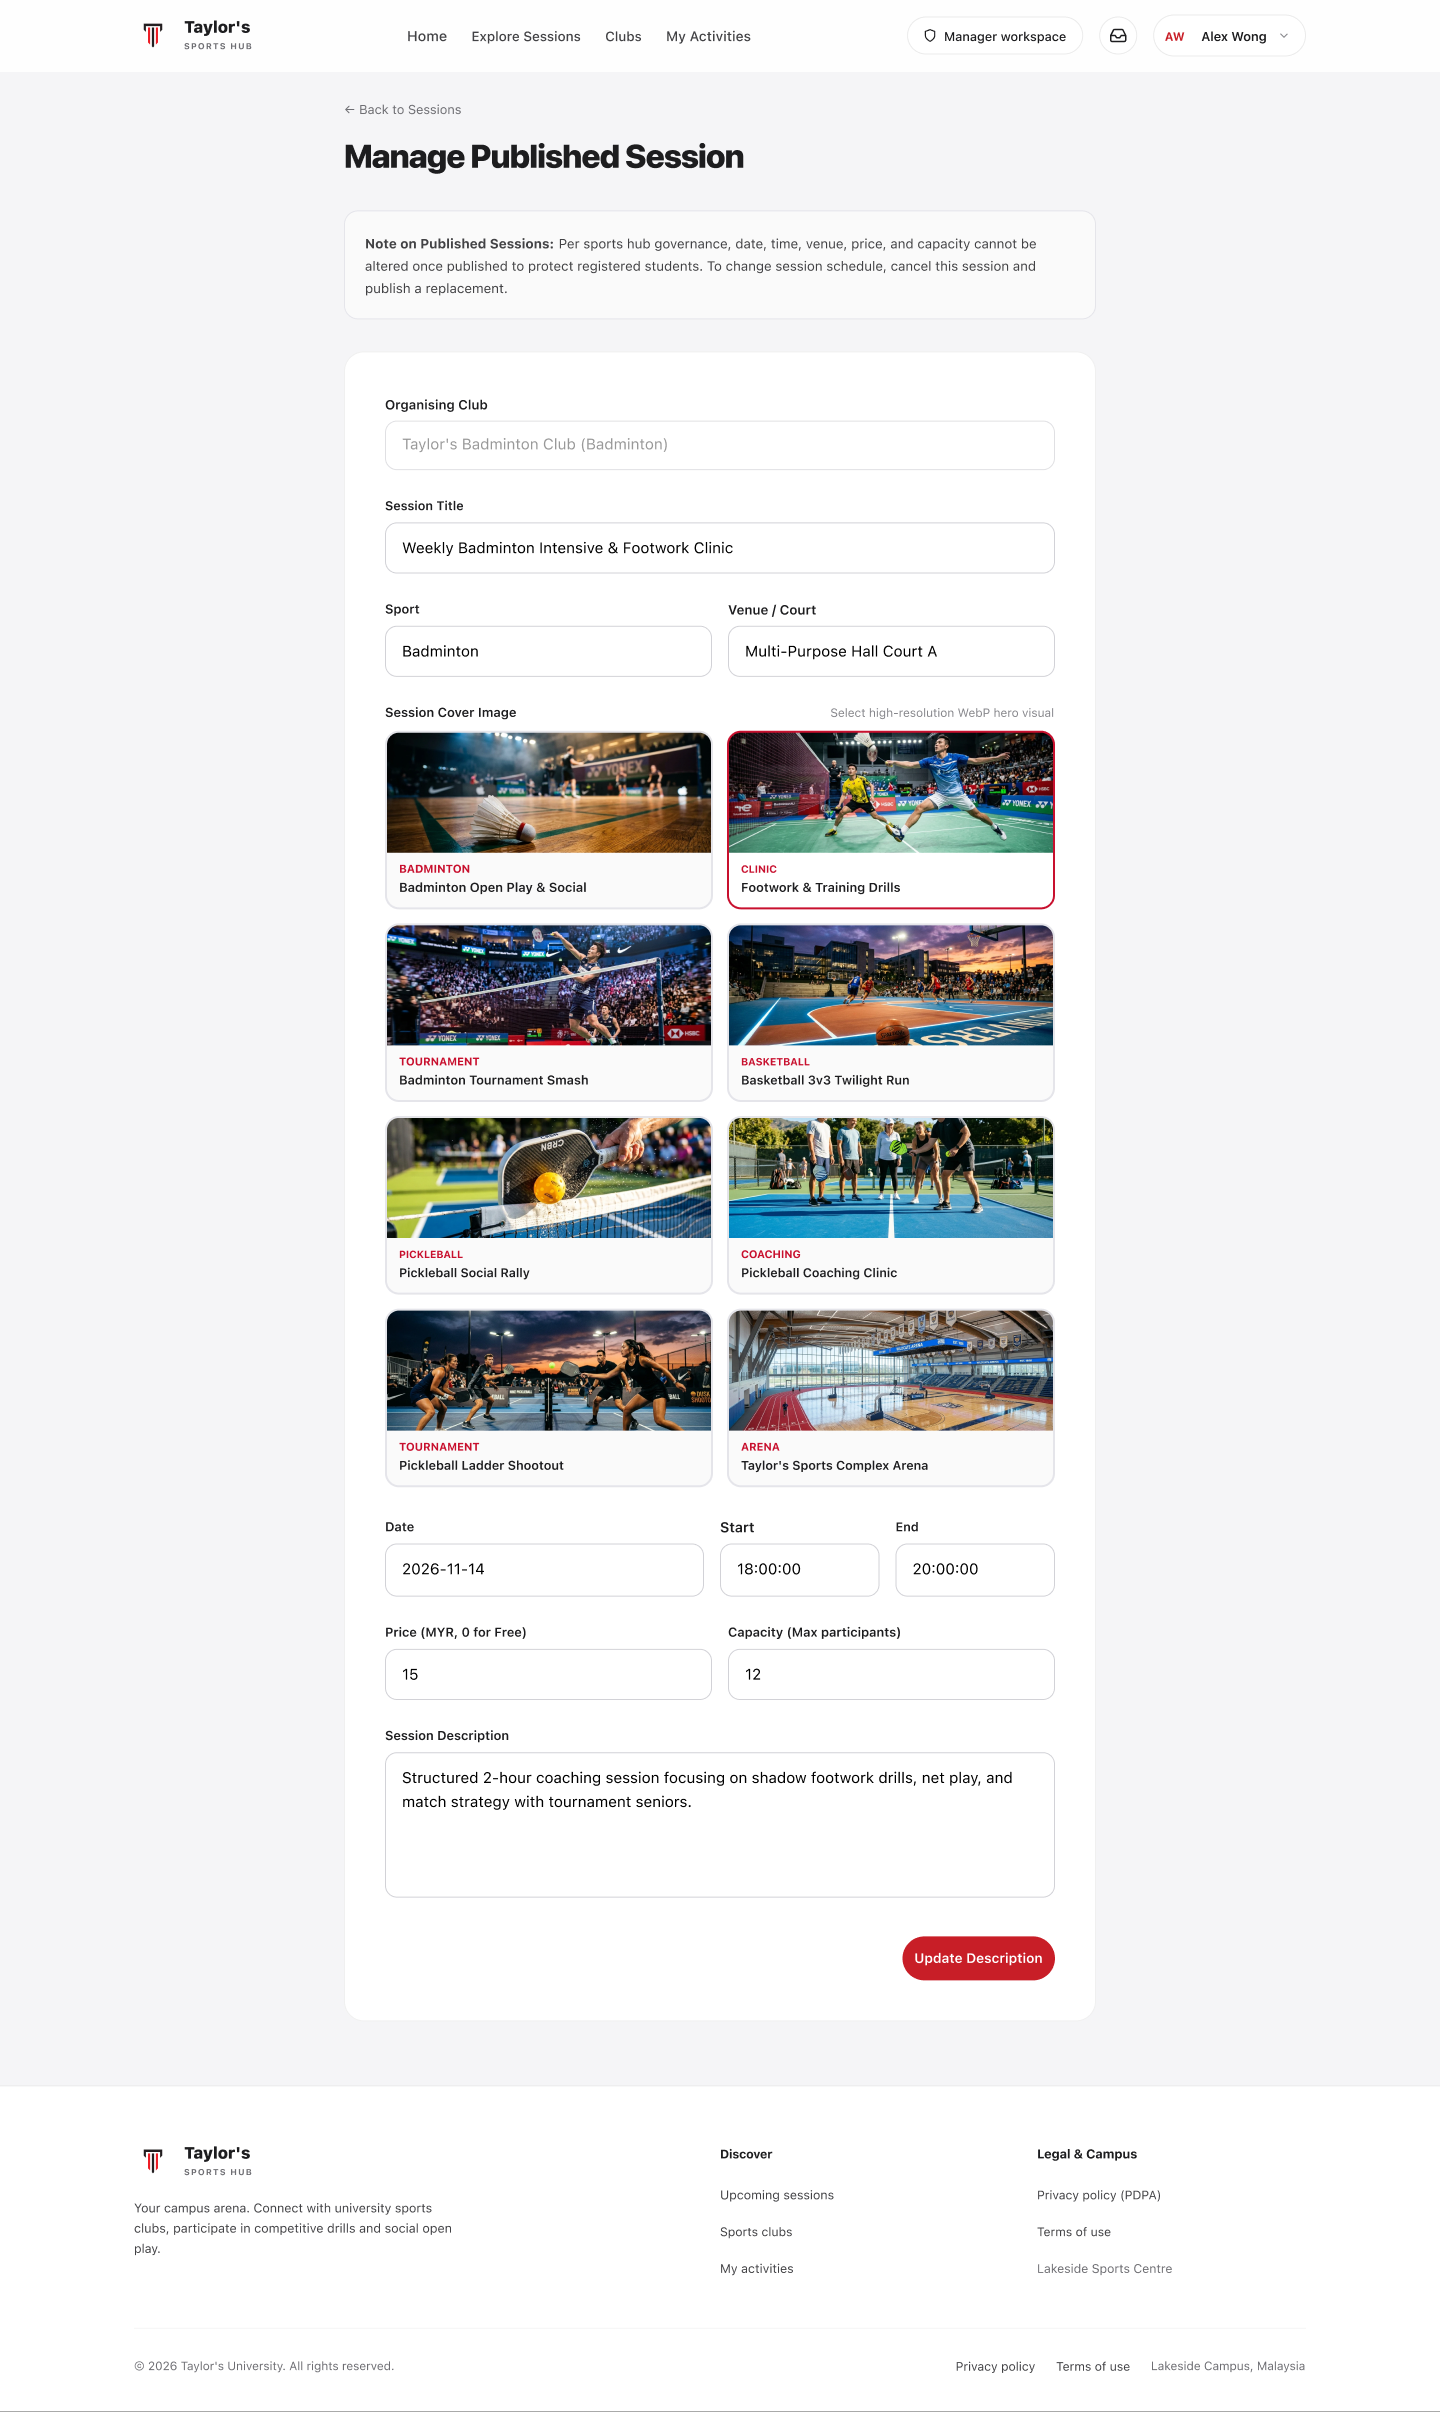 Taylor's
SPORTS HUB
Home
Explore Sessions
Clubs
My Activities
Manager workspace
AW
Alex Wong
← Back to Sessions
Manage Published Session
Note on Published Sessions: Per sports hub governance, date, time, venue, price, and capacity cannot be
altered once published to protect registered students. To change session schedule, cancel this session and
publish a replacement.
Organising Club
Taylor's Badminton Club (Badminton)
Session Title
Weekly Badminton Intensive & Footwork Clinic
Sport
Venue / Court
Badminton
Multi-Purpose Hall Court A
Session Cover Image
Select high-resolution WebP hero visual
YONEX
YONEX
YONEX
HSBC
BADMINTON
Badminton Open Play & Social
CLINIC
Footwork & Training Drills
YONEX
YONEX
YONEX
HSBC
TOURNAMENT
Badminton Tournament Smash
BASKETBALL
Basketball 3v3 Twilight Run
CRBN
PICKLEBALL
Pickleball Social Rally
COACHING
Pickleball Coaching Clinic
TOURNAMENT
Pickleball Ladder Shootout
ARENA
Taylor's Sports Complex Arena
Date
Start
End
2026-11-14
18:00:00
20:00:00
Price (MYR, 0 for Free)
Capacity (Max participants)
15
12
Session Description
Structured 2-hour coaching session focusing on shadow footwork drills, net play, and
match strategy with tournament seniors.
Update Description
Taylor's
SPORTS HUB
Your campus arena. Connect with university sports
clubs, participate in competitive drills and social open
play.
Discover
Upcoming sessions
Sports clubs
My activities
Legal & Campus
Privacy policy (PDPA)
Terms of use
Lakeside Sports Centre
© 2026 Taylor's University. All rights reserved.
Privacy policy
Terms of use
Lakeside Campus, Malaysia